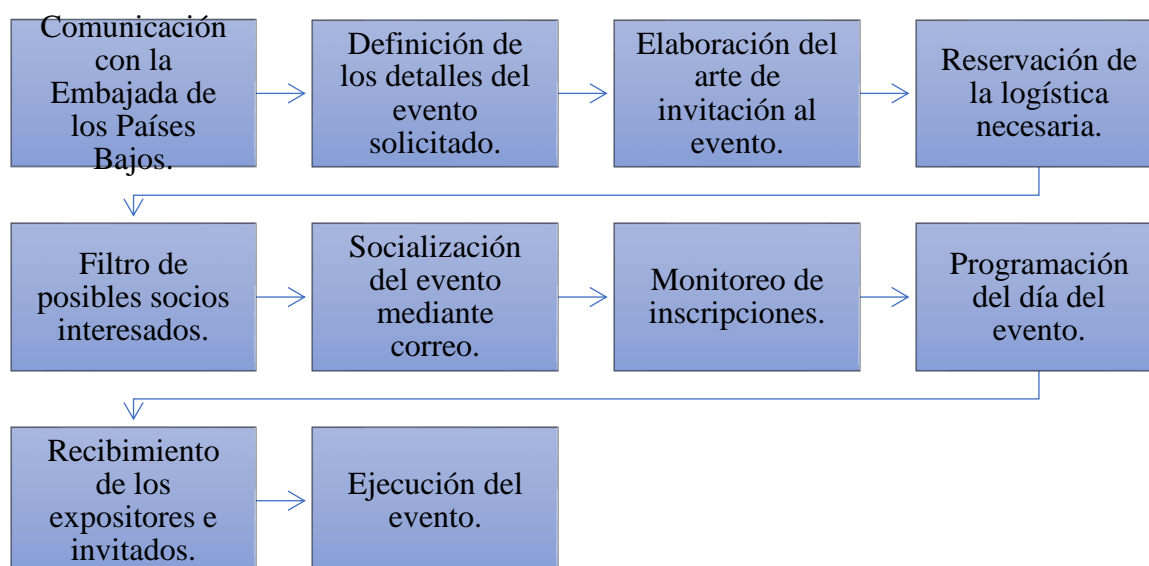 Comunicación
con la
Embajada de
los Países
Bajos.
Definición de
los detalles del
evento
solicitado.
Elaboración del
arte de
invitación al
evento.
Reservación de
la logística
necesaria.
Filtro de
posibles socios
interesados.
Socialización
del evento
mediante
correo.
Monitoreo de
inscripciones.
Programación
del día del
evento.
Recibimiento
de los
expositores e
invitados.
Ejecución del
evento.